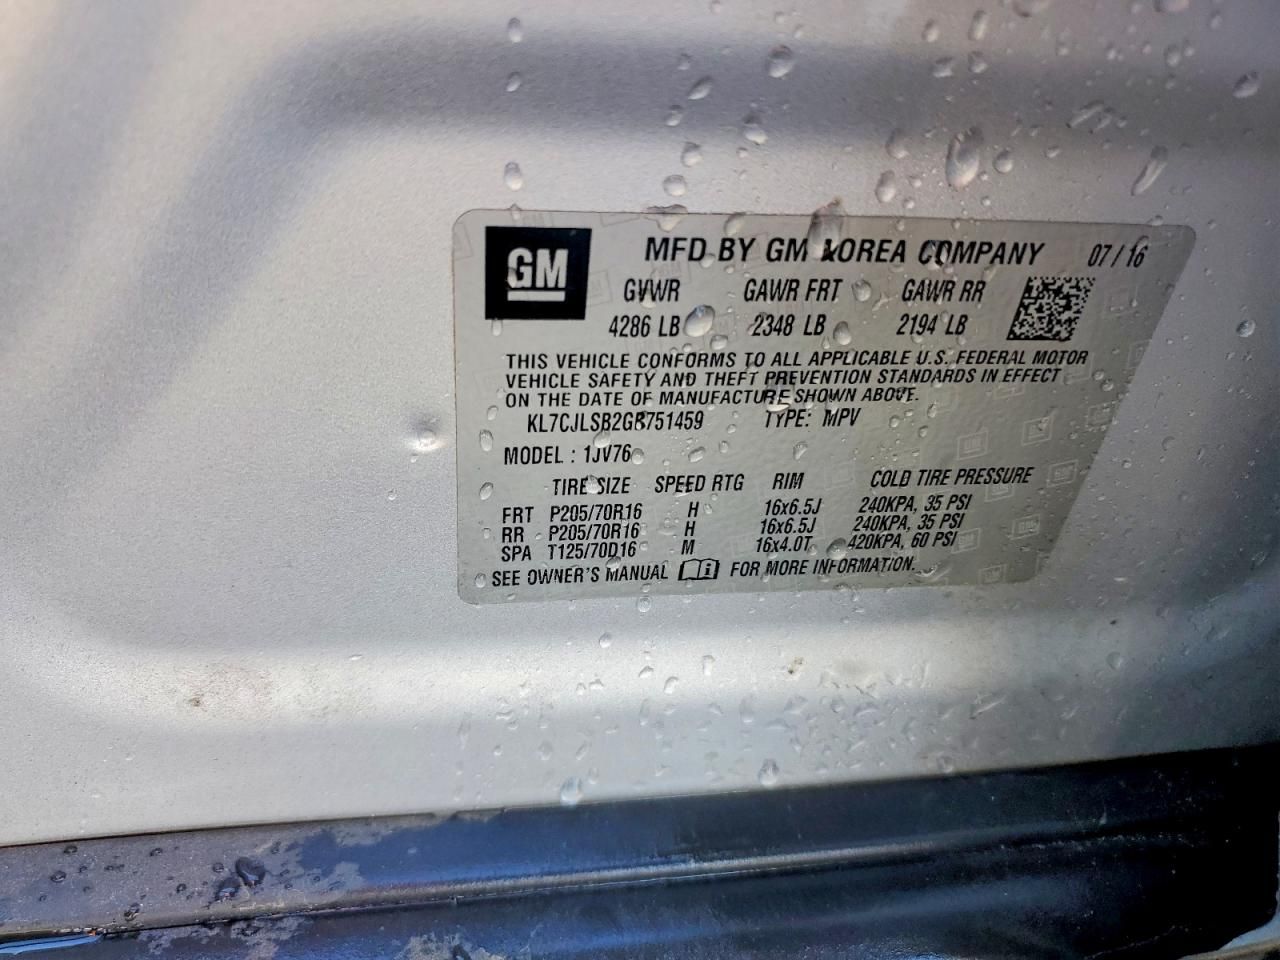 GM
MFD BY GM KOREA COMPANY 07/16
GVWR GAWR FRT GAWR RR
4286 LB 2348 LB 2194 LB
THIS VEHICLE CONFORMS TO ALL APPLICABLE U.S. FEDERAL MOTOR
VEHICLE SAFETY AND THEFT PREVENTION STANDARDS IN EFFECT
ON THE DATE OF MANUFACTURE SHOWN ABOVE.
KL7CJLSB2GB751459 TYPE: MPV
MODEL : 1JV76
TIRE SIZE SPEED RTG RIM COLD TIRE PRESSURE
FRT P205/70R16 H 16x6.5J 240KPA, 35 PSI
RR P205/70R16 H 16x6.5J 240KPA, 35 PSI
SPA T125/70D16 M 16x4.0T 420KPA, 60 PSI
SEE OWNER'S MANUAL FOR MORE INFORMATION.